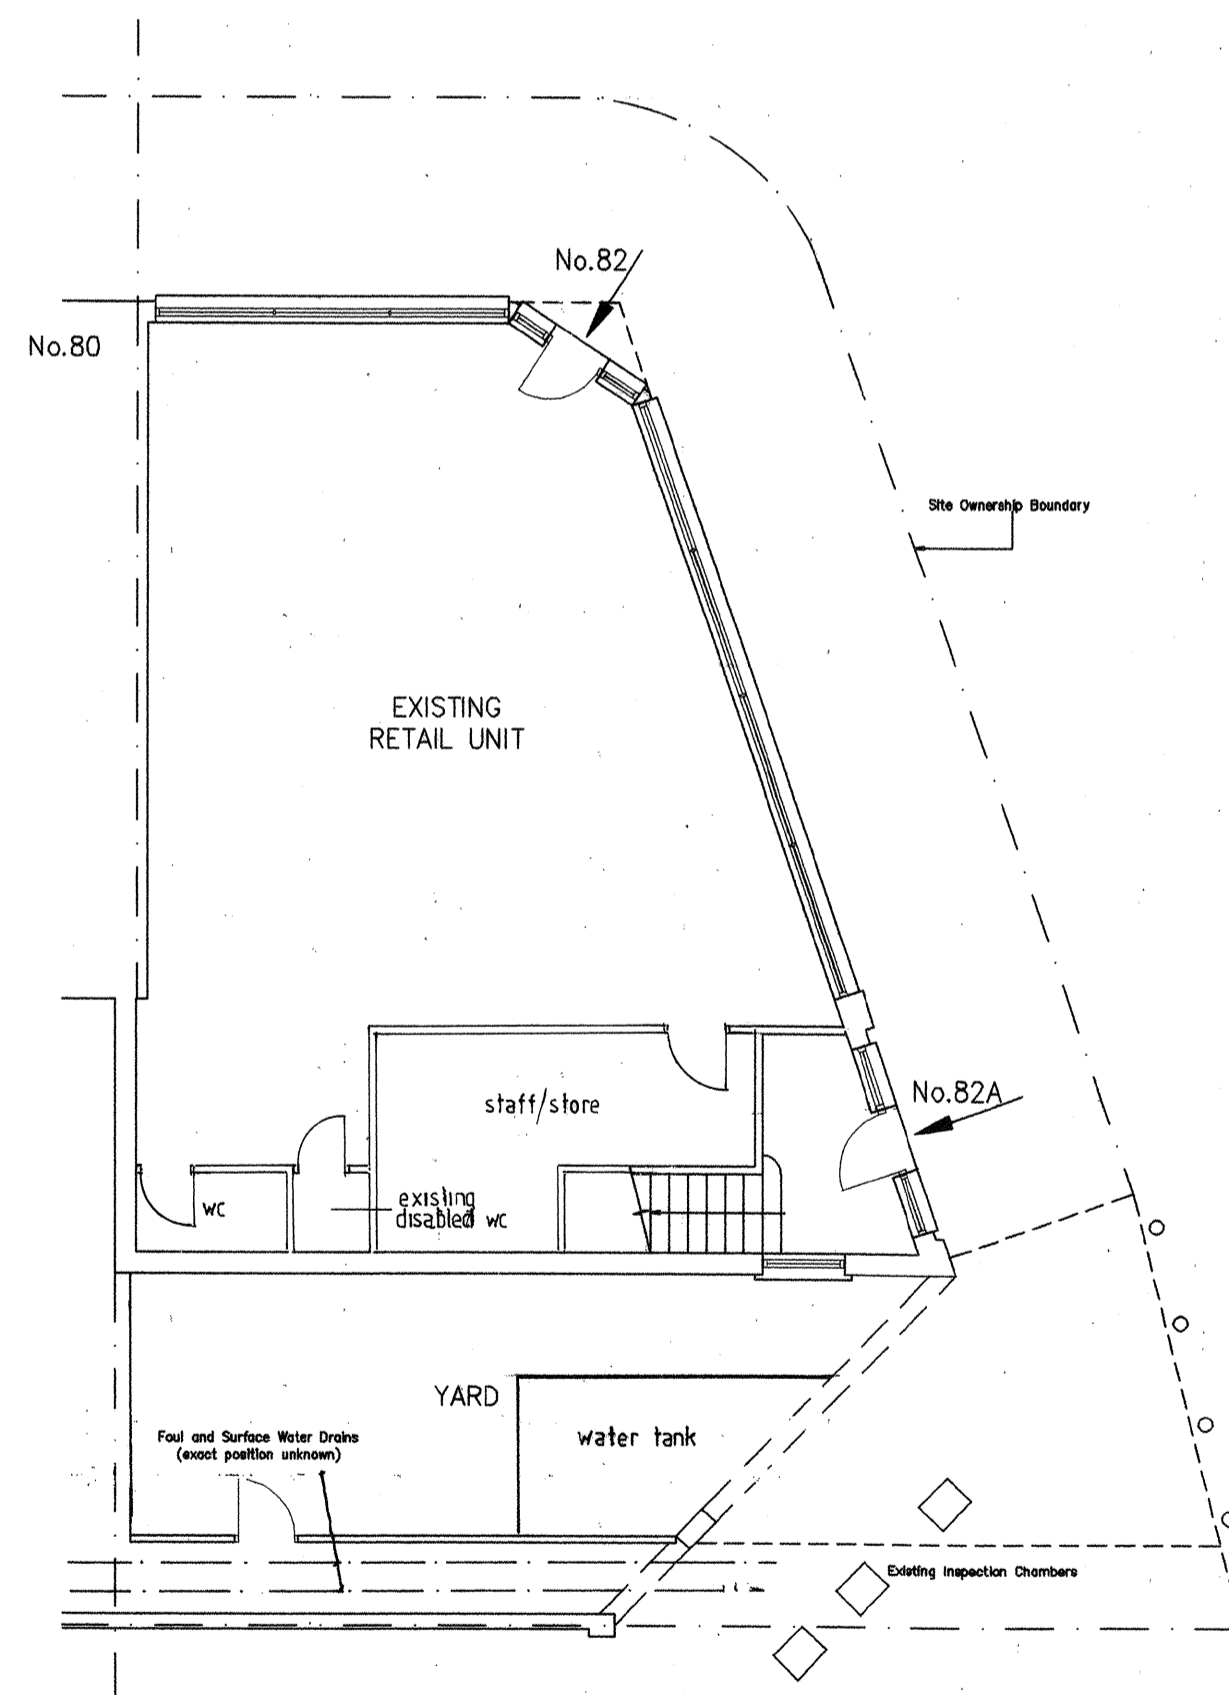 No.82
No.80
Site Ownership Boundary
EXISTING
RETAIL UNIT
No.82A
staff/store
WC
existing
disabled WC
YARD
water tank
Foul and Surface Water Drains
(exact position unknown)
Existing Inspection Chambers